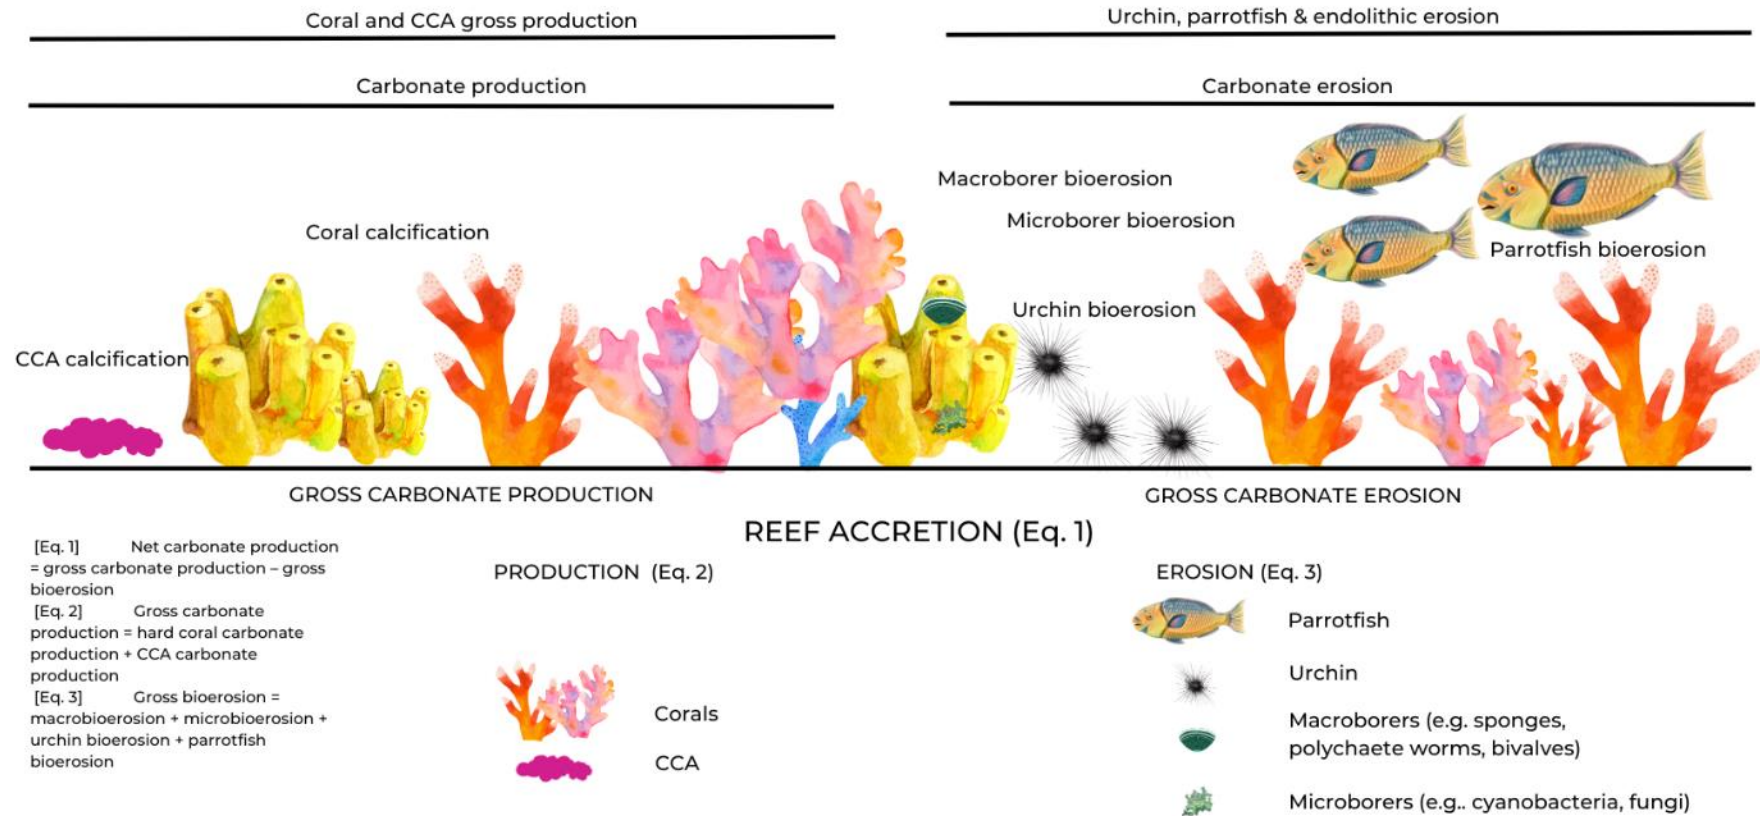 Coral and CCA gross production
Urchin, parrotfish & endolithic erosion
Carbonate production
Carbonate erosion
Macroborer bioerosion
Microborer bioerosion
Coral calcification
Parrotfish bioerosion
Urchin bioerosion
CCA calcification
GROSS CARBONATE PRODUCTION
GROSS CARBONATE EROSION
REEF ACCRETION (Eq. 1)
[Eq. 1] Net carbonate production
= gross carbonate production – gross
bioerosion
[Eq. 2] Gross carbonate
production = hard coral carbonate
production + CCA carbonate
production
[Eq. 3] Gross bioerosion =
macrobioerosion + microbioerosion +
urchin bioerosion + parrotfish
bioerosion
PRODUCTION (Eq. 2)
Corals
CCA
EROSION (Eq. 3)
Parrotfish
Urchin
Macroborers (e.g. sponges,
polychaete worms, bivalves)
Microborers (e.g.. cyanobacteria, fungi)